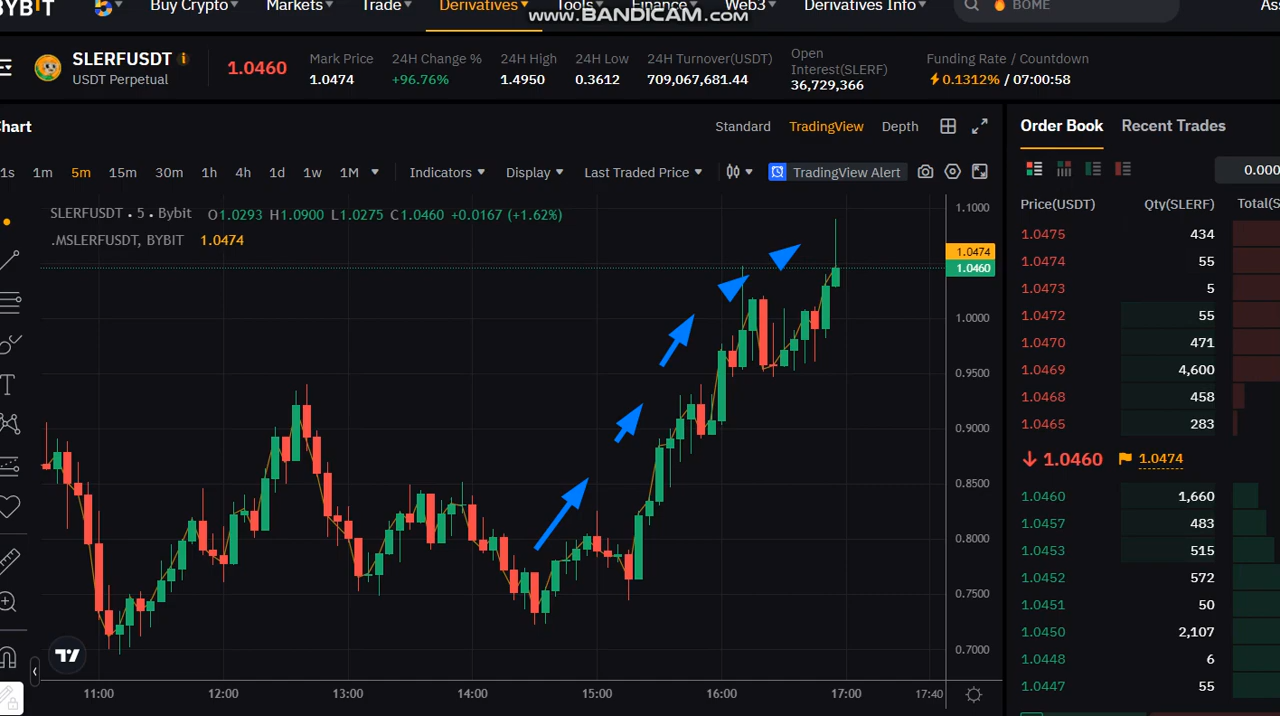 BYBIT
Buy Crypto Markets Trade Derivatives Tools Finance Web3 Derivatives Info BOME
www.BANDICAM.com
SLERFUSDT
USDT Perpetual
1.0460
Mark Price
1.0474
24H Change %
+96.76%
24H High
1.4950
24H Low
0.3612
24H Turnover(USDT)
709,067,681.44
Open
Interest(SLERF)
36,729,366
Funding Rate / Countdown
0.1312% / 07:00:58
Chart
Standard TradingView Depth
1s 1m 5m 15m 30m 1h 4h 1d 1w 1M Indicators Display Last Traded Price TradingView Alert
SLERFUSDT . 5 . Bybit O1.0293 H1.0900 L1.0275 C1.0460 +0.0167 (+1.62%)
.MSLERFUSDT, BYBIT 1.0474
1.1000
1.0474
1.0460
1.0000
0.9500
0.9000
0.8500
0.8000
0.7500
0.7000
11:00 12:00 13:00 14:00 15:00 16:00 17:00 17:40
Order Book Recent Trades
0.000
Price(USDT) Qty(SLERF) Total(S
1.0475 434
1.0474 55
1.0473 5
1.0472 55
1.0470 471
1.0469 4,600
1.0468 458
1.0465 283
1.0460 1.0474
1.0460 1,660
1.0457 483
1.0453 515
1.0452 572
1.0451 50
1.0450 2,107
1.0448 6
1.0447 55